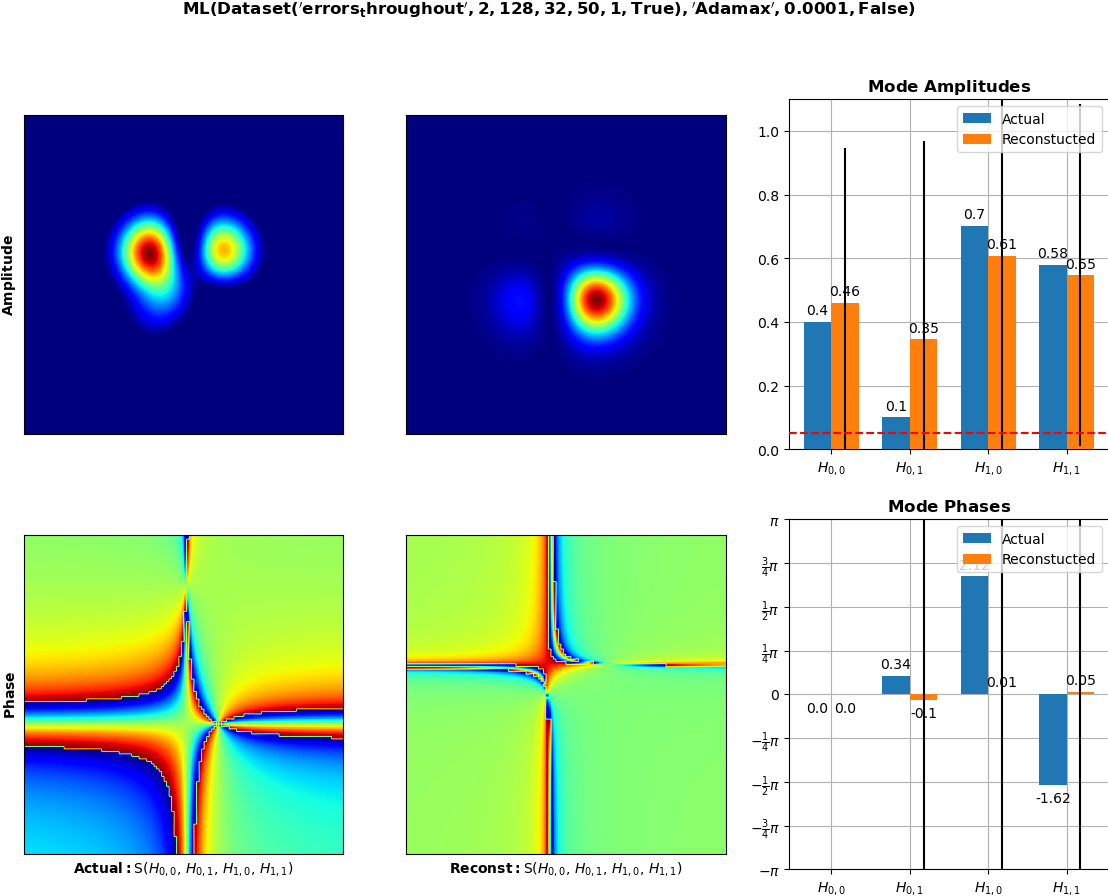 ML(Dataset('errors_throughout', 2, 128, 32, 50, 1, True), 'Adamax', 0.0001, False)
Mode Amplitudes
Amplitude
Actual
Reconstucted
1.0
0.8
0.6
0.4
0.2
0.0
0.4
0.46
0.1
0.35
0.7
0.61
0.58
0.55
H0,0
H0,1
H1,0
H1,1
Mode Phases
Phase
Actual
Reconstucted
π
3/4π
1/2π
1/4π
0
−1/4π
−1/2π
−3/4π
−π
0.0
0.0
0.34
-0.1
2.12
0.01
-1.62
0.05
H0,0
H0,1
H1,0
H1,1
Actual: S(H0,0, H0,1, H1,0, H1,1)
Reconst: S(H0,0, H0,1, H1,0, H1,1)